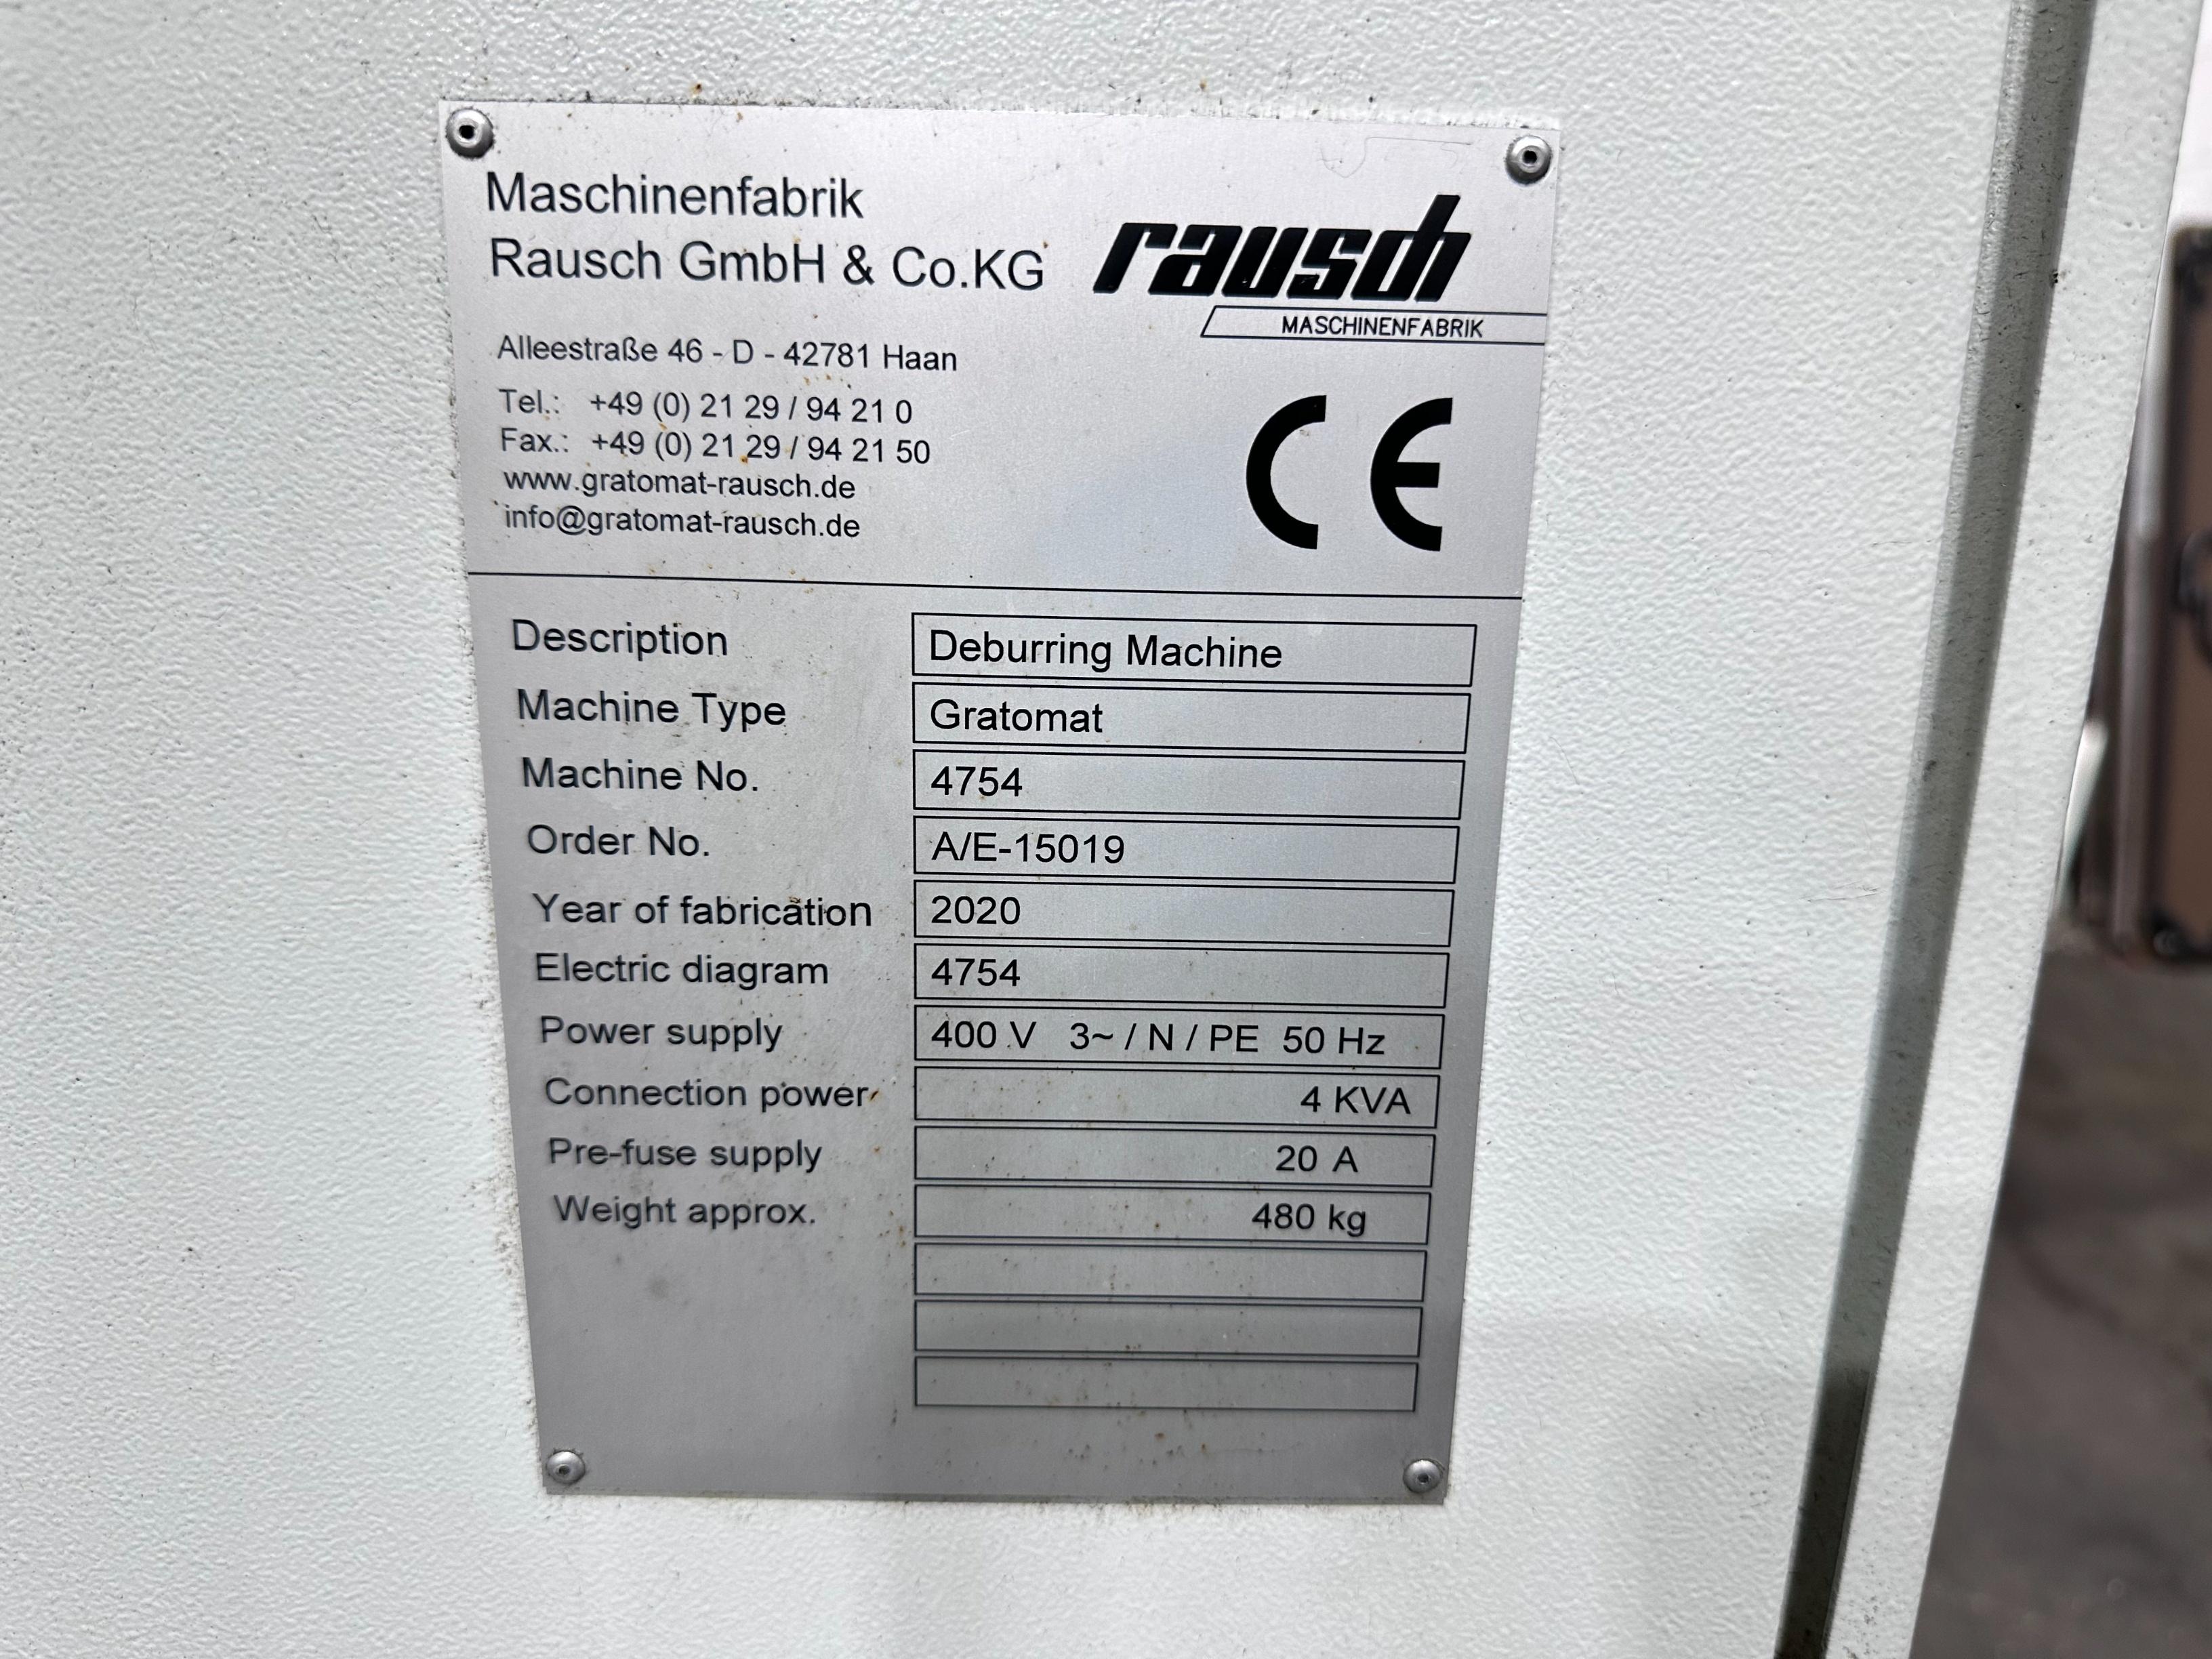 Maschinenfabrik
Rausch GmbH & Co.KG
rausch
MASCHINENFABRIK
Alleestraße 46 - D - 42781 Haan
Tel.: +49 (0) 21 29 / 94 21 0
Fax.: +49 (0) 21 29 / 94 21 50
www.gratomat-rausch.de
info@gratomat-rausch.de
CE
Description Deburring Machine
Machine Type Gratomat
Machine No. 4754
Order No. A/E-15019
Year of fabrication 2020
Electric diagram 4754
Power supply 400 V 3~ / N / PE 50 Hz
Connection power 4 KVA
Pre-fuse supply 20 A
Weight approx. 480 kg